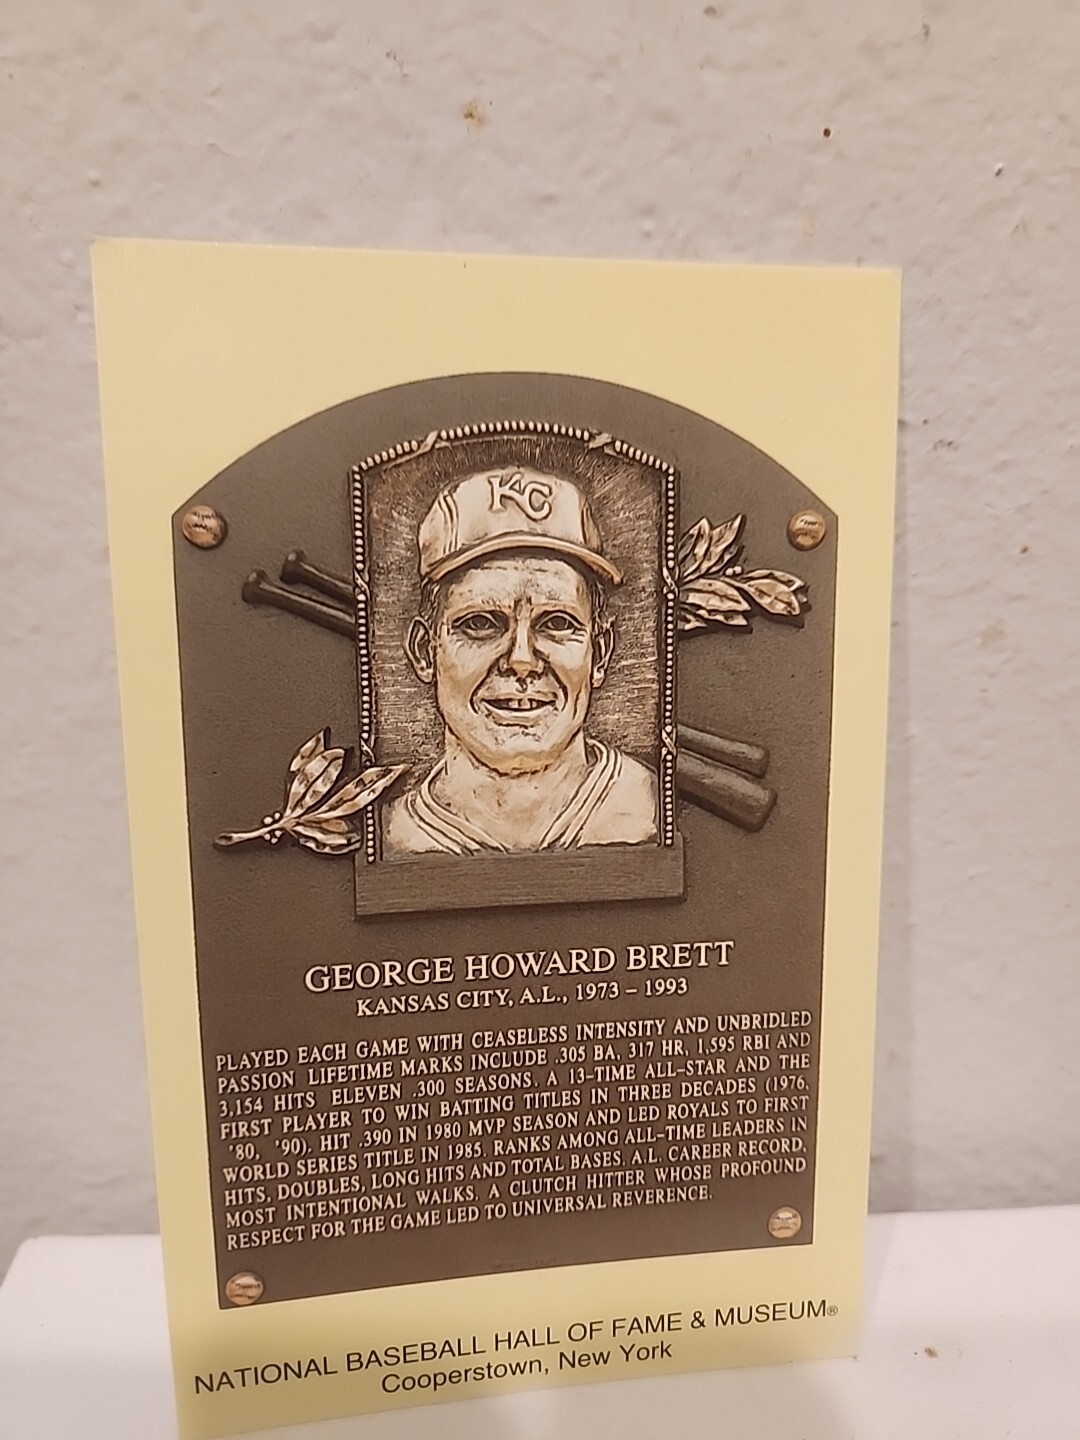 KC
GEORGE HOWARD BRETT
KANSAS CITY, A.L., 1973 – 1993
PLAYED EACH GAME WITH CEASELESS INTENSITY AND UNBRIDLED
PASSION LIFETIME MARKS INCLUDE .305 BA, 317 HR, 1,595 RBI AND
3,154 HITS ELEVEN .300 SEASONS. A 13-TIME ALL-STAR AND THE
FIRST PLAYER TO WIN BATTING TITLES IN THREE DECADES (1976,
'80, '90). HIT .390 IN 1980 MVP SEASON AND LED ROYALS TO FIRST
WORLD SERIES TITLE IN 1985. RANKS AMONG ALL-TIME LEADERS IN
HITS, DOUBLES, LONG HITS AND TOTAL BASES. A.L. CAREER RECORD,
MOST INTENTIONAL WALKS. A CLUTCH HITTER WHOSE PROFOUND
RESPECT FOR THE GAME LED TO UNIVERSAL REVERENCE.
NATIONAL BASEBALL HALL OF FAME & MUSEUM®
Cooperstown, New York